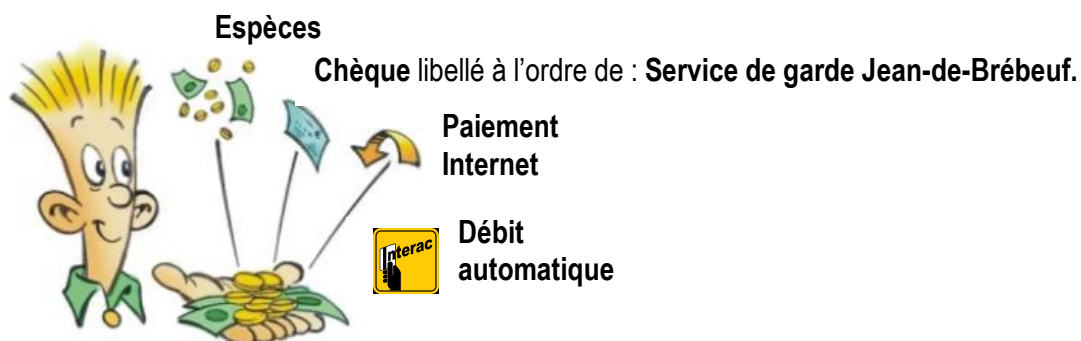 Espèces
Chèque libellé à l’ordre de : Service de garde Jean-de-Brébeuf.
Paiement
Internet
Interac
Débit
automatique